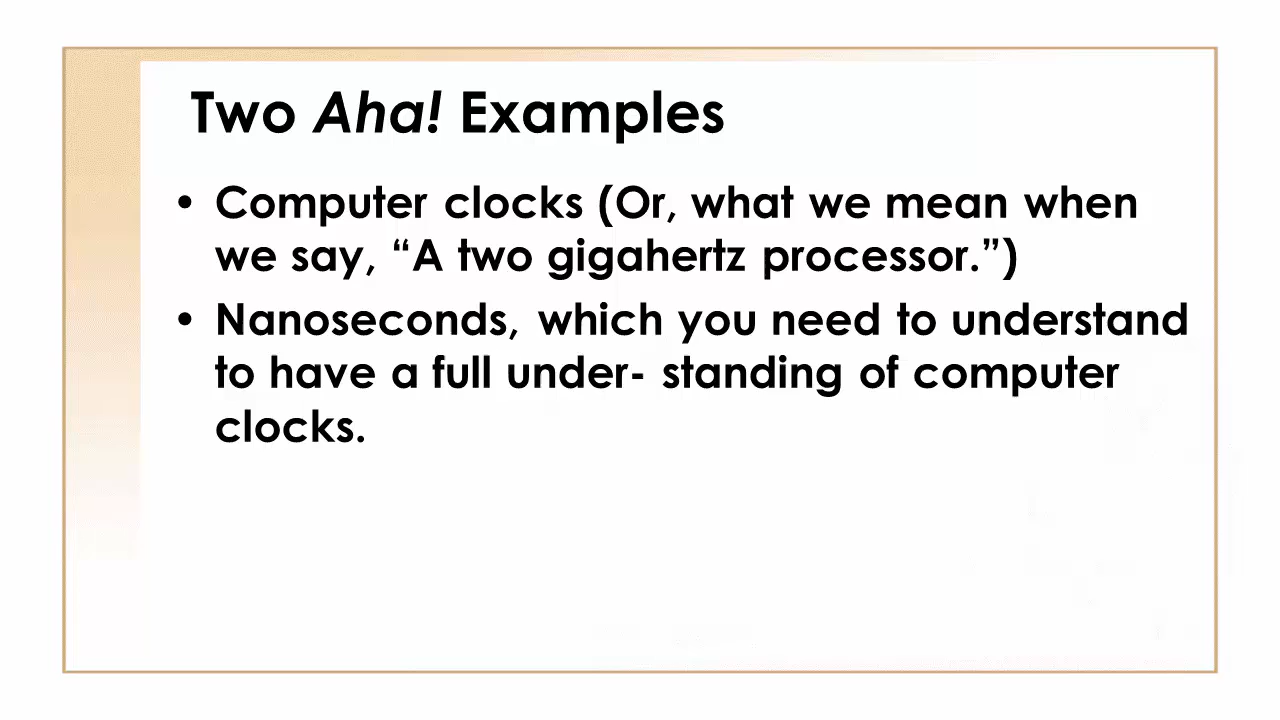 Two Aha! Examples
• Computer clocks (Or, what we mean when
we say, “A two gigahertz processor.”)
• Nanoseconds, which you need to understand
to have a full under- standing of computer
clocks.